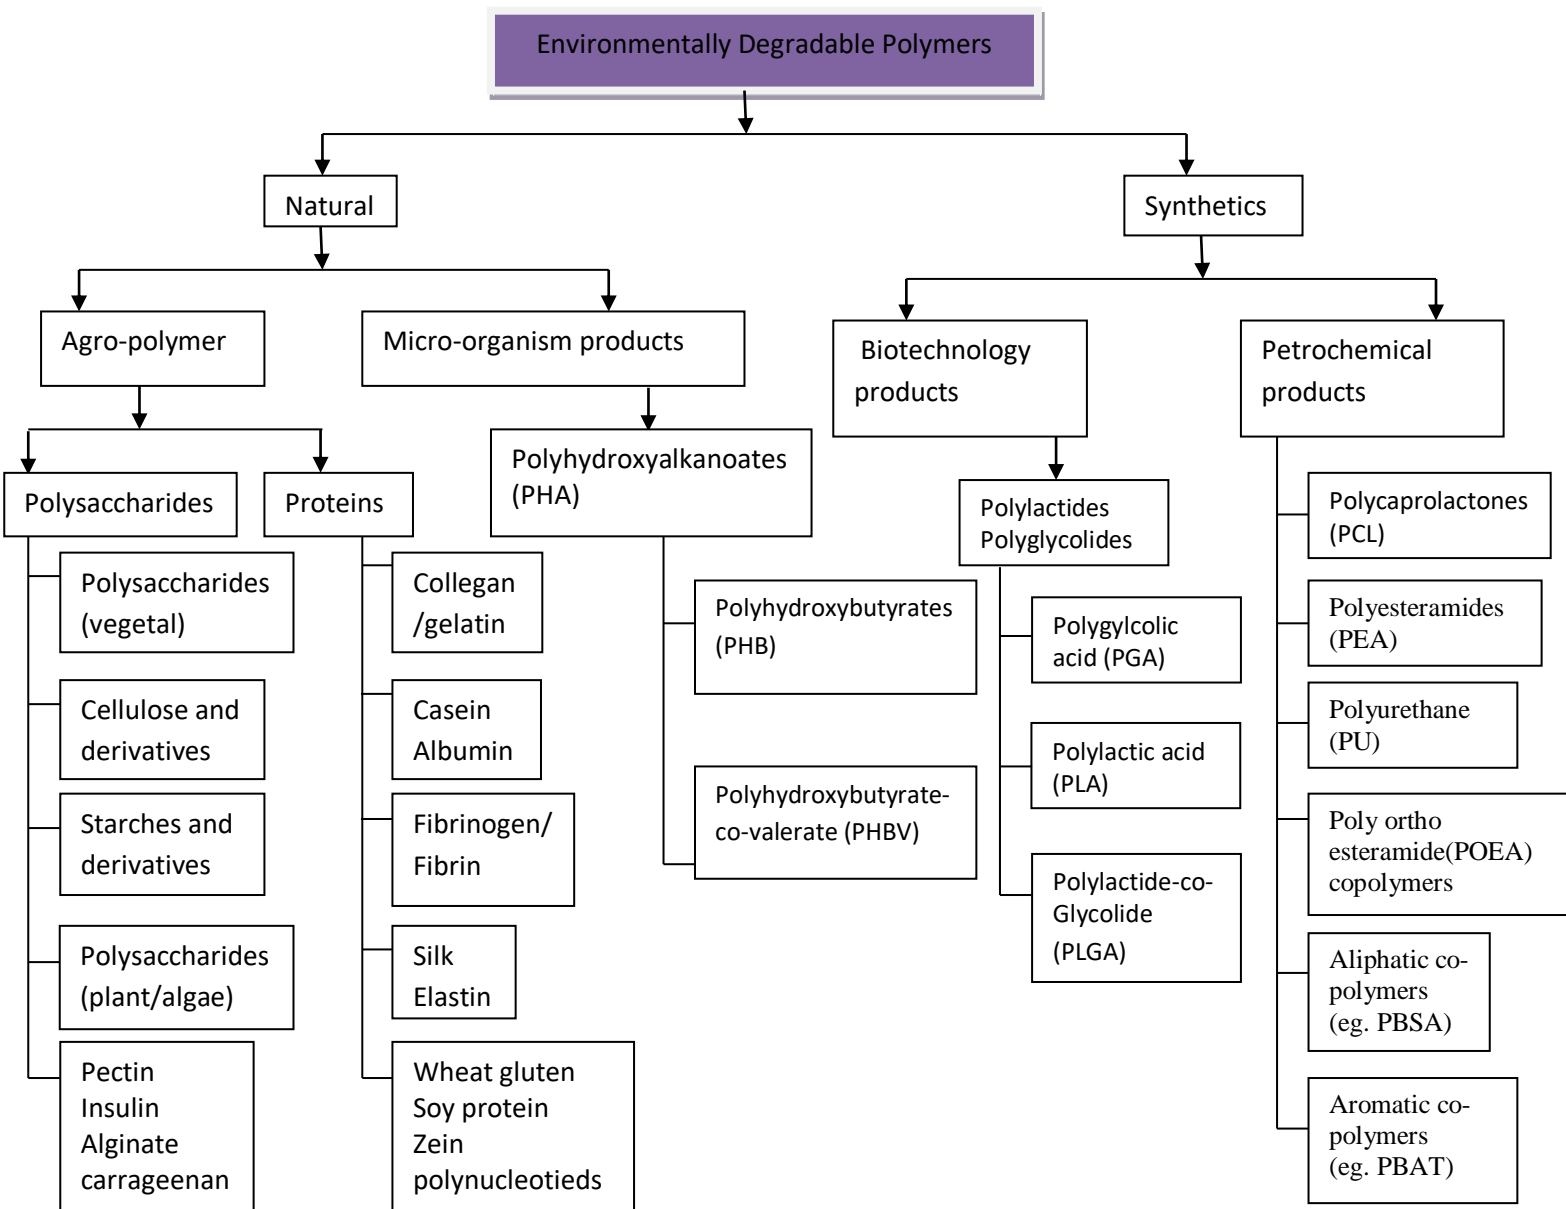 Environmentally Degradable Polymers
Natural
Synthetics
Agro-polymer
Micro-organism products
Biotechnology
products
Petrochemical
products
Polysaccharides
Proteins
Polyhydroxyalkanoates
(PHA)
Polylactides
Polyglycolides
Polysaccharides
(vegetal)
Cellulose and
derivatives
Starches and
derivatives
Polysaccharides
(plant/algae)
Pectin
Insulin
Alginate
carrageenan
Collegan
/gelatin
Casein
Albumin
Fibrinogen/
Fibrin
Silk
Elastin
Wheat gluten
Soy protein
Zein
polynucleotieds
Polyhydroxybutyrates
(PHB)
Polyhydroxybutyrate-
co-valerate (PHBV)
Polygylcolic
acid (PGA)
Polylactic acid
(PLA)
Polylactide-co-
Glycolide
(PLGA)
Polycaprolactones
(PCL)
Polyesteramides
(PEA)
Polyurethane
(PU)
Poly ortho
esteramide(POEA)
copolymers
Aliphatic co-
polymers
(eg. PBSA)
Aromatic co-
polymers
(eg. PBAT)